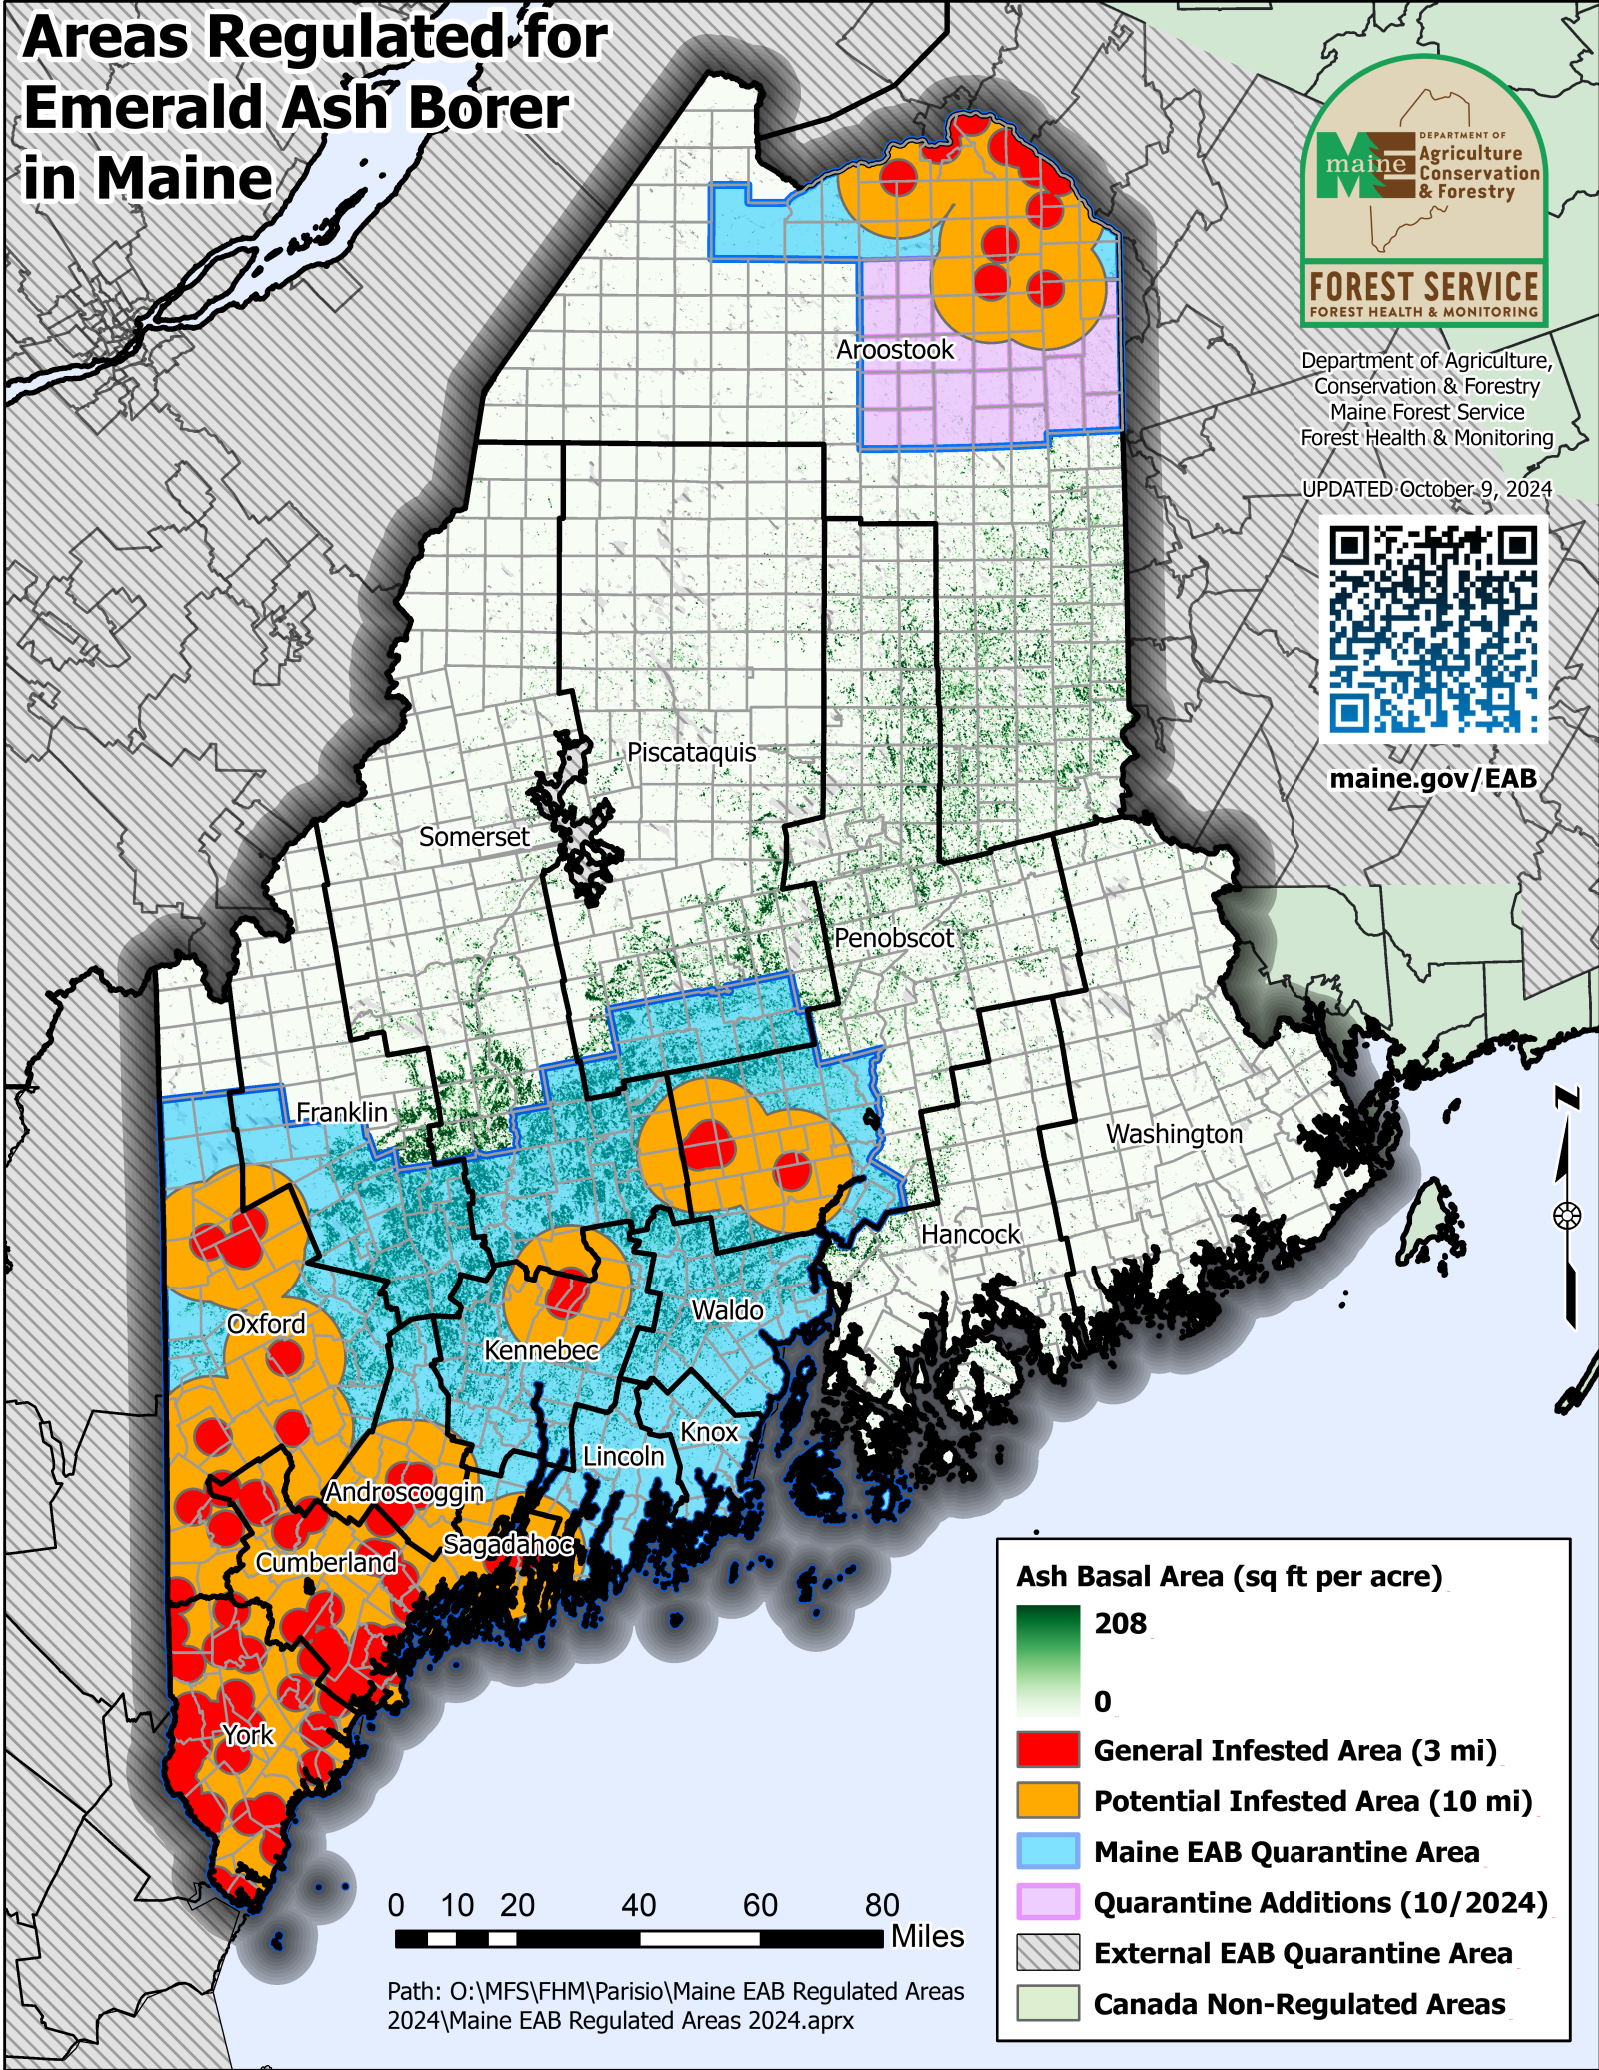 Areas Regulated for
Emerald Ash Borer
in Maine
maine
DEPARTMENT OF
Agriculture
Conservation
& Forestry
FOREST SERVICE
FOREST HEALTH & MONITORING
Department of Agriculture,
Conservation & Forestry
Maine Forest Service
Forest Health & Monitoring
UPDATED October 9, 2024
maine.gov/EAB
Aroostook
Piscataquis
Somerset
Penobscot
Franklin
Washington
Hancock
Oxford
Waldo
Kennebec
Knox
Lincoln
Androscoggin
Sagadahoc
Cumberland
York
N
Ash Basal Area (sq ft per acre)
208
0
General Infested Area (3 mi)
Potential Infested Area (10 mi)
Maine EAB Quarantine Area
Quarantine Additions (10/2024)
External EAB Quarantine Area
Canada Non-Regulated Areas
0 10 20 40 60 80
Miles
Path: O:\MFS\FHM\Parisio\Maine EAB Regulated Areas
2024\Maine EAB Regulated Areas 2024.aprx